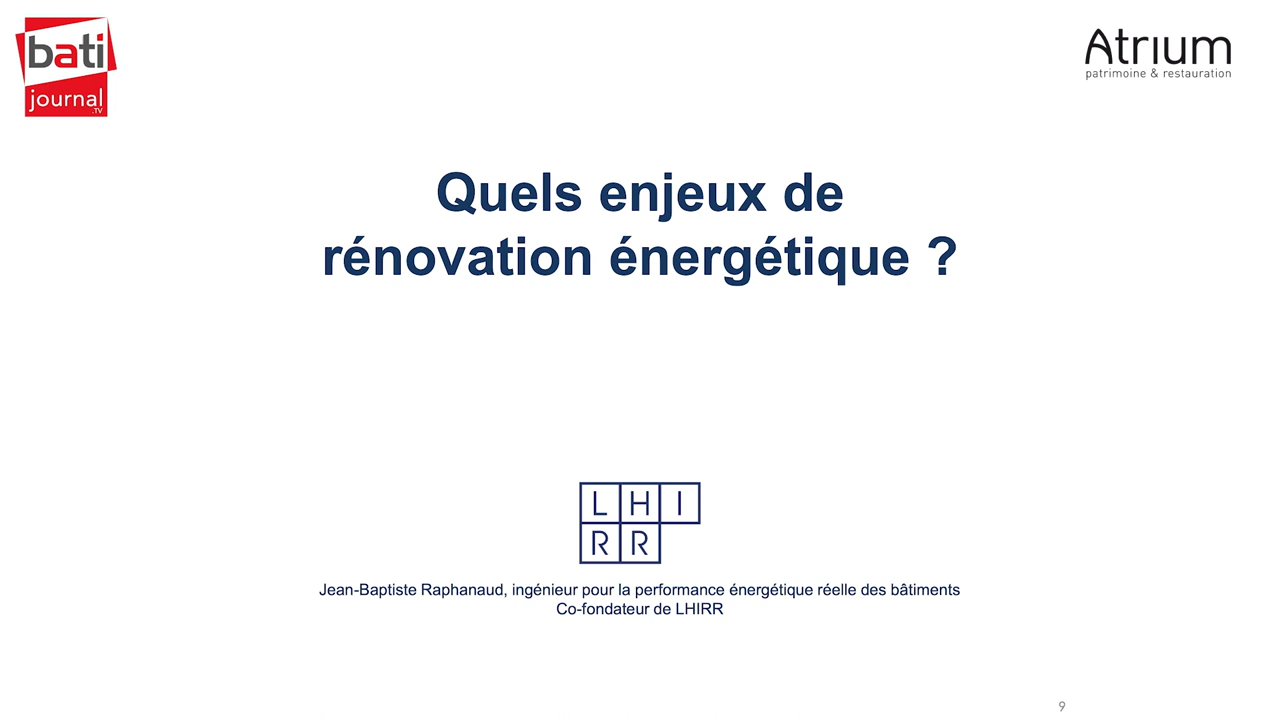 bati
journal
.TV
Atrium
patrimoine & restauration
Quels enjeux de
rénovation énergétique ?
L H I
R R
Jean-Baptiste Raphanaud, ingénieur pour la performance énergétique réelle des bâtiments
Co-fondateur de LHIRR
9